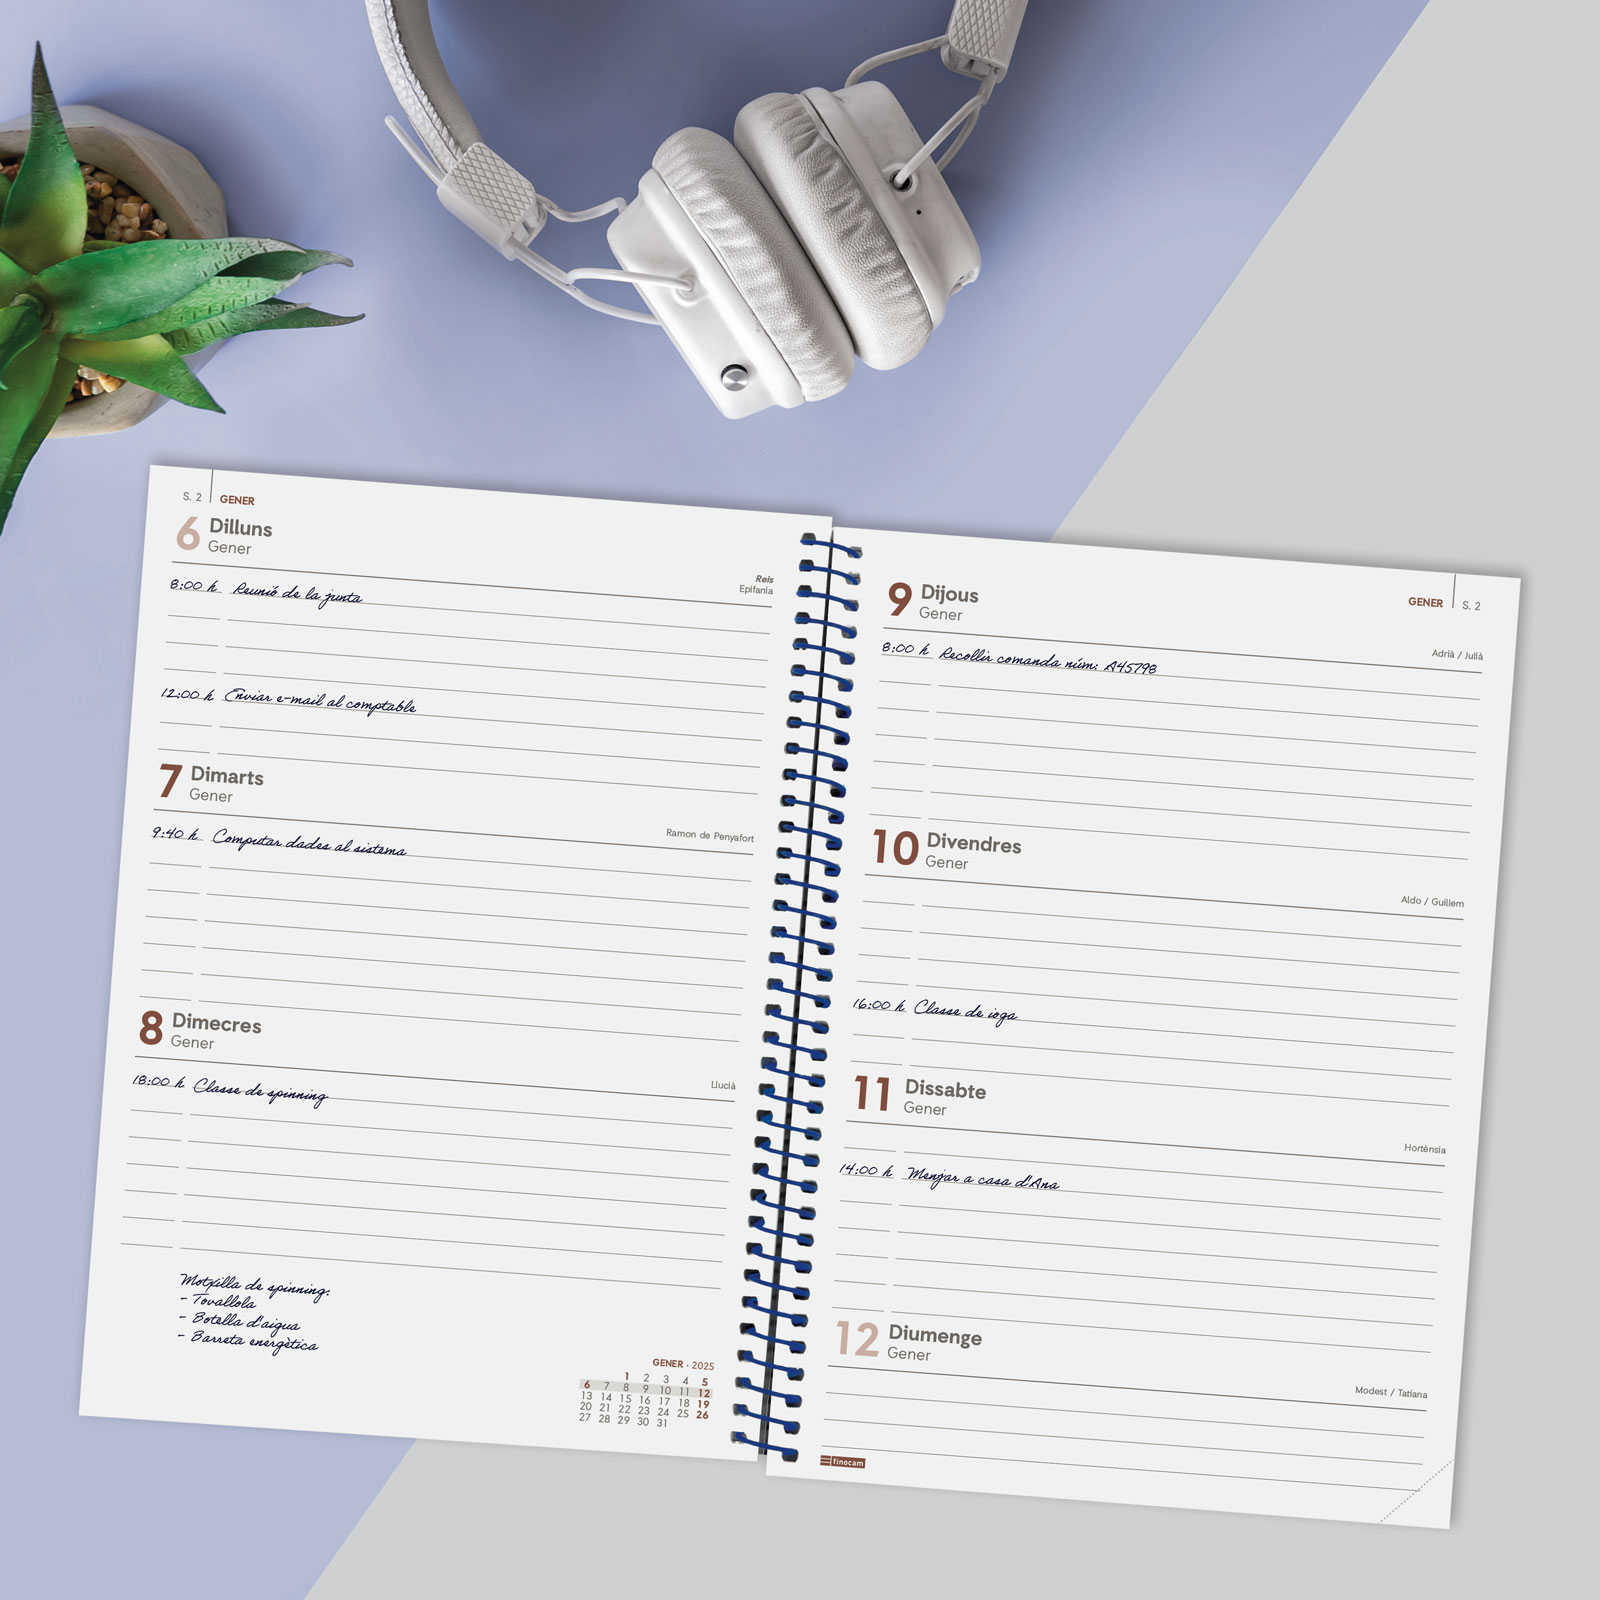 S. 2 GENER
6 Dilluns
Gener
Reis
Epifania
8:00 h Reunió de la junta
12:00 h Enviar e-mail al comptable
7 Dimarts
Gener
Ramon de Penyafort
9:40 h Computar dades al sistema
8 Dimecres
Gener
Llucià
18:00 h Classe de spinning
Motxilla de spinning:
- Tovallola
- Botella d'aigua
- Barreta energètica
GENER · 2025
1 2 3 4 5
6 7 8 9 10 11 12
13 14 15 16 17 18 19
20 21 22 23 24 25 26
27 28 29 30 31
GENER S. 2
9 Dijous
Gener
Adrià / Julià
8:00 h Recollir comanda núm: A45798
10 Divendres
Gener
Aldo / Guillem
16:00 h Classe de ioga
11 Dissabte
Gener
Hortènsia
14:00 h Menjar a casa d'Ana
12 Diumenge
Gener
Modest / Tatiana
finocam